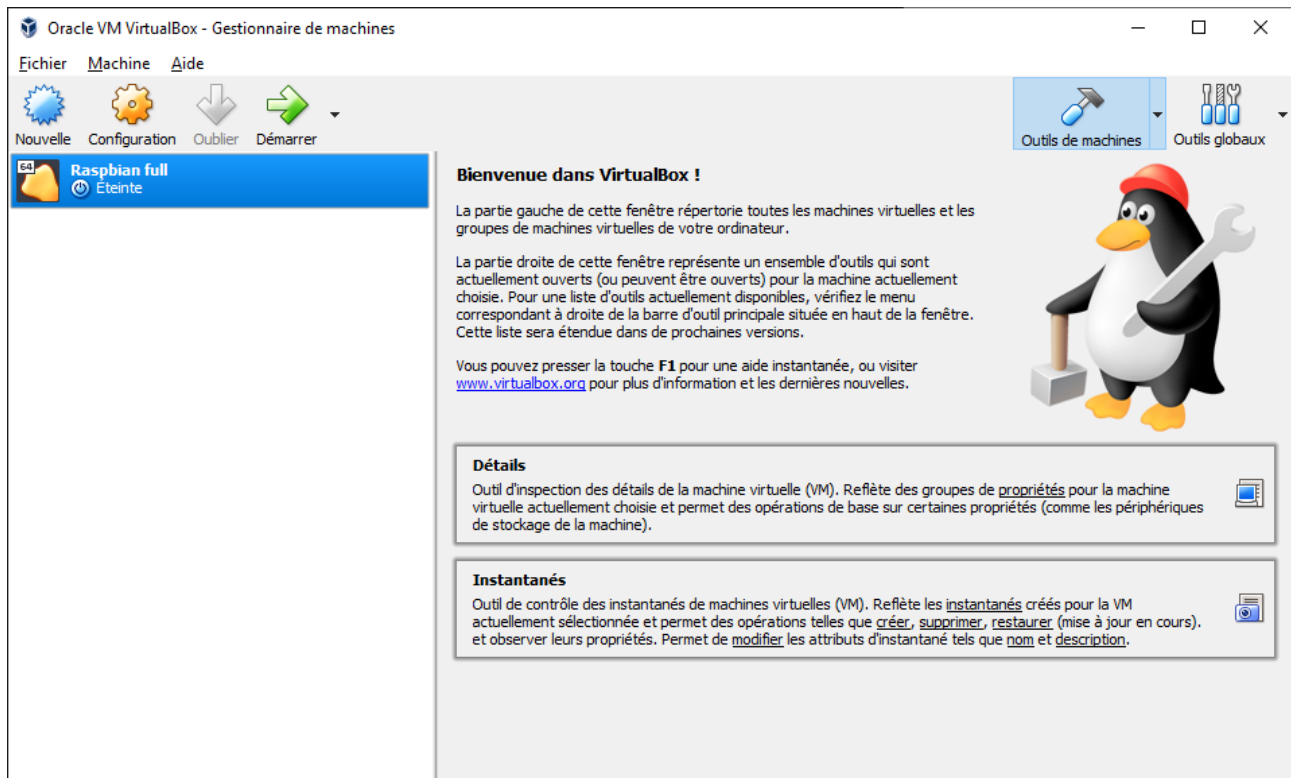 Oracle VM VirtualBox - Gestionnaire de machines
Fichier Machine Aide
Nouvelle Configuration Oublier Démarrer Outils de machines Outils globaux
64
Raspbian full
Éteinte
Bienvenue dans VirtualBox !
La partie gauche de cette fenêtre répertorie toutes les machines virtuelles et les
groupes de machines virtuelles de votre ordinateur.
La partie droite de cette fenêtre représente un ensemble d'outils qui sont
actuellement ouverts (ou peuvent être ouverts) pour la machine actuellement
choisie. Pour une liste d'outils actuellement disponibles, vérifiez le menu
correspondant à droite de la barre d'outil principale située en haut de la fenêtre.
Cette liste sera étendue dans de prochaines versions.
Vous pouvez presser la touche F1 pour une aide instantanée, ou visiter
www.virtualbox.org pour plus d'information et les dernières nouvelles.
Détails
Outil d'inspection des détails de la machine virtuelle (VM). Reflète des groupes de propriétés pour la machine
virtuelle actuellement choisie et permet des opérations de base sur certaines propriétés (comme les périphériques
de stockage de la machine).
Instantanés
Outil de contrôle des instantanés de machines virtuelles (VM). Reflète les instantanés créés pour la VM
actuellement sélectionnée et permet des opérations telles que créer, supprimer, restaurer (mise à jour en cours).
et observer leurs propriétés. Permet de modifier les attributs d'instantané tels que nom et description.